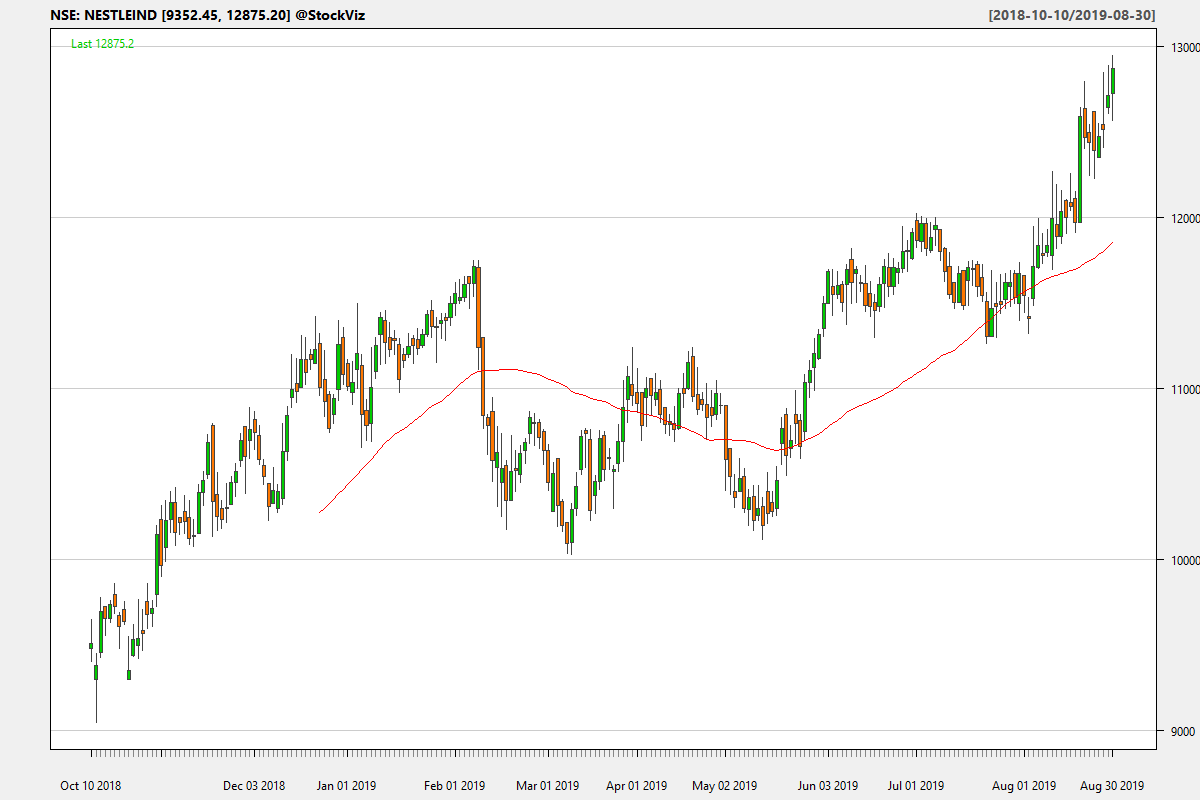 NSE: NESTLEIND [9352.45, 12875.20] @StockViz [2018-10-10/2019-08-30]
Last 12875.2
13000
12000
11000
10000
9000
Oct 10 2018 Dec 03 2018 Jan 01 2019 Feb 01 2019 Mar 01 2019 Apr 01 2019 May 02 2019 Jun 03 2019 Jul 01 2019 Aug 01 2019 Aug 30 2019